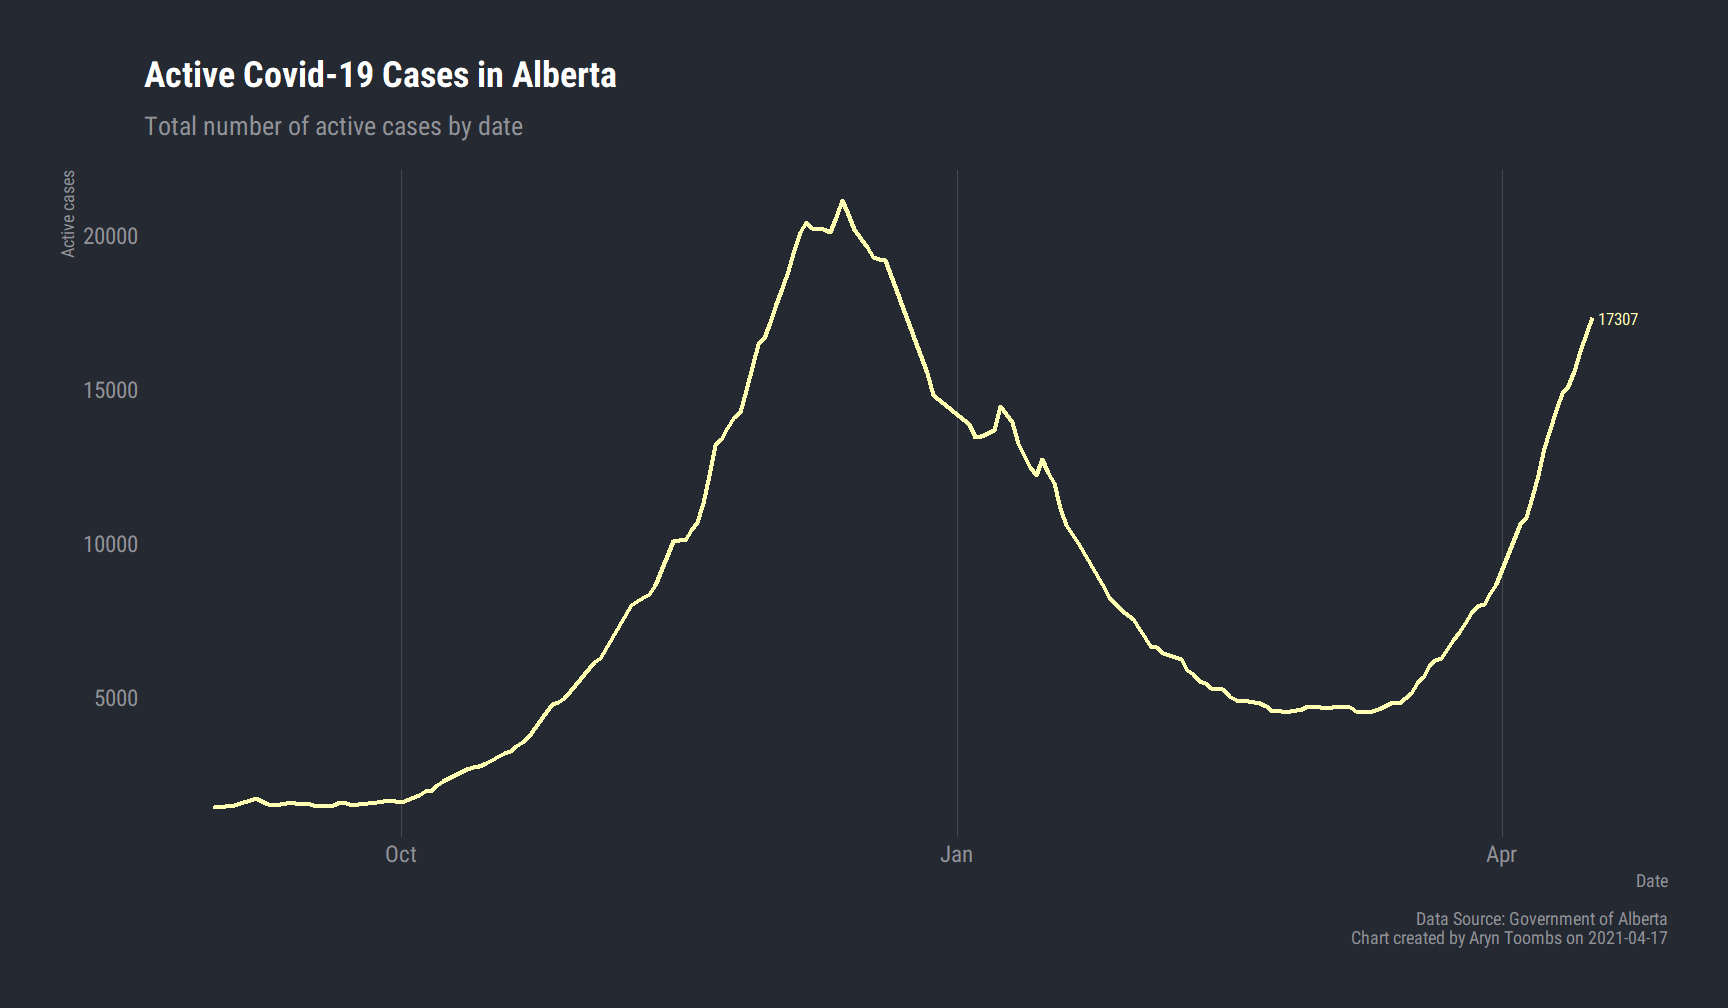 Active Covid-19 Cases in Alberta
Total number of active cases by date
Active cases
20000
15000
10000
5000
17307
Oct
Jan
Apr
Date
Data Source: Government of Alberta
Chart created by Aryn Toombs on 2021-04-17